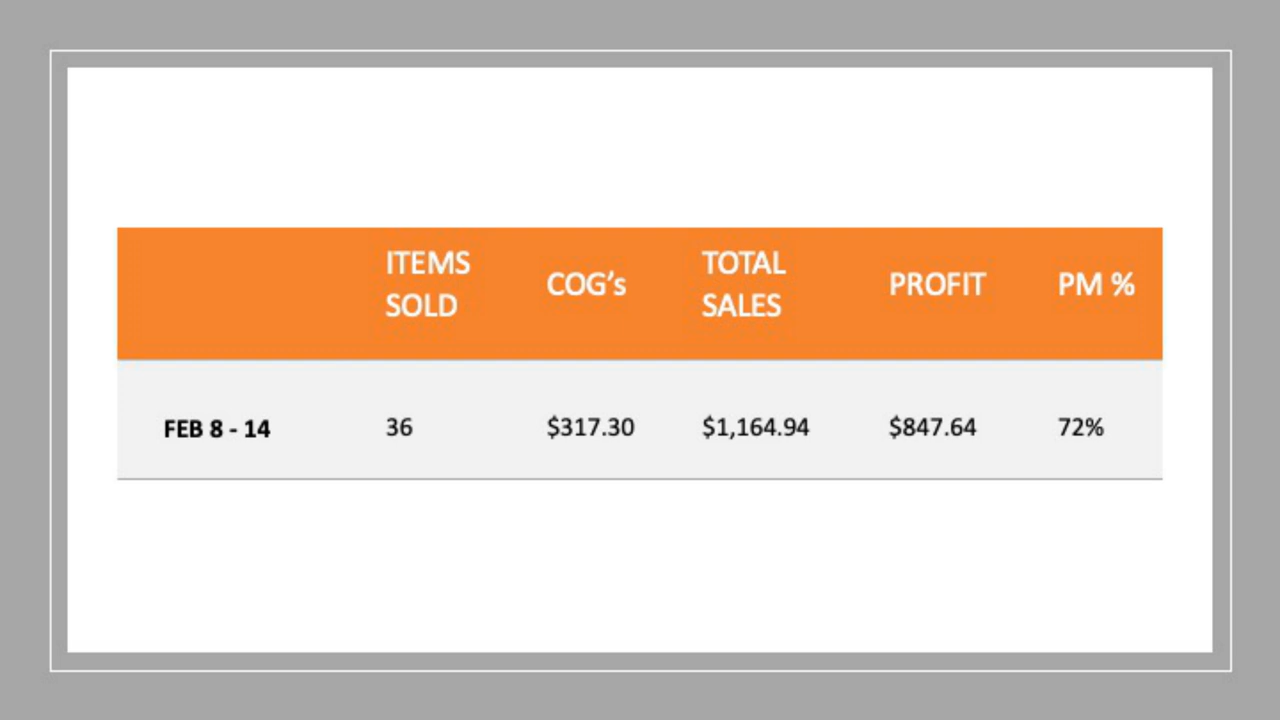 ITEMS SOLD COG's TOTAL SALES PROFIT PM %
FEB 8 - 14 36 $317.30 $1,164.94 $847.64 72%